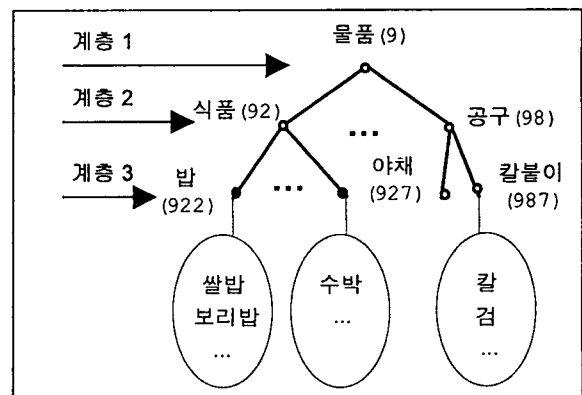 계층 1
물품 (9)
계층 2
식품 (92)
...
공구 (98)
계층 3
밥
(922)
...
야채
(927)
칼붙이
(987)
쌀밥
보리밥
...
수박
...
칼
검
...